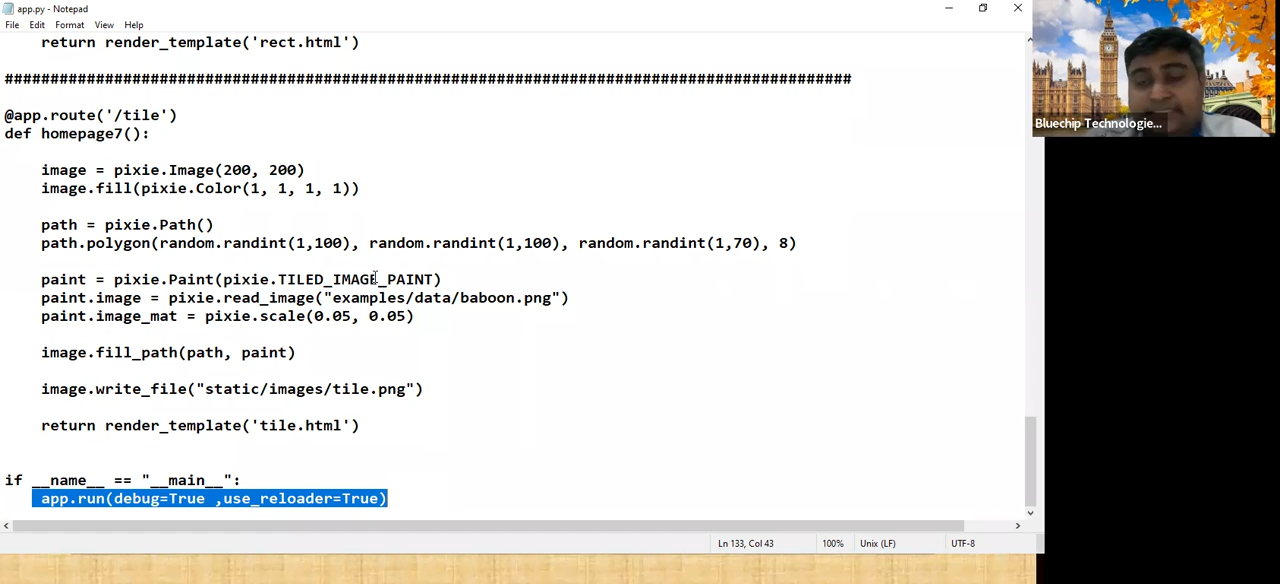 app.py - Notepad
File Edit Format View Help
return render_template('rect.html')
#############################################################################################
@app.route('/tile')
def homepage7():
image = pixie.Image(200, 200)
image.fill(pixie.Color(1, 1, 1, 1))
path = pixie.Path()
path.polygon(random.randint(1,100), random.randint(1,100), random.randint(1,70), 8)
paint = pixie.Paint(pixie.TILED_IMAGE_PAINT)
paint.image = pixie.read_image("examples/data/baboon.png")
paint.image_mat = pixie.scale(0.05, 0.05)
image.fill_path(path, paint)
image.write_file("static/images/tile.png")
return render_template('tile.html')
if __name__ == "__main__":
app.run(debug=True ,use_reloader=True)
Ln 133, Col 43 100% Unix (LF) UTF-8
Bluechip Technologie...